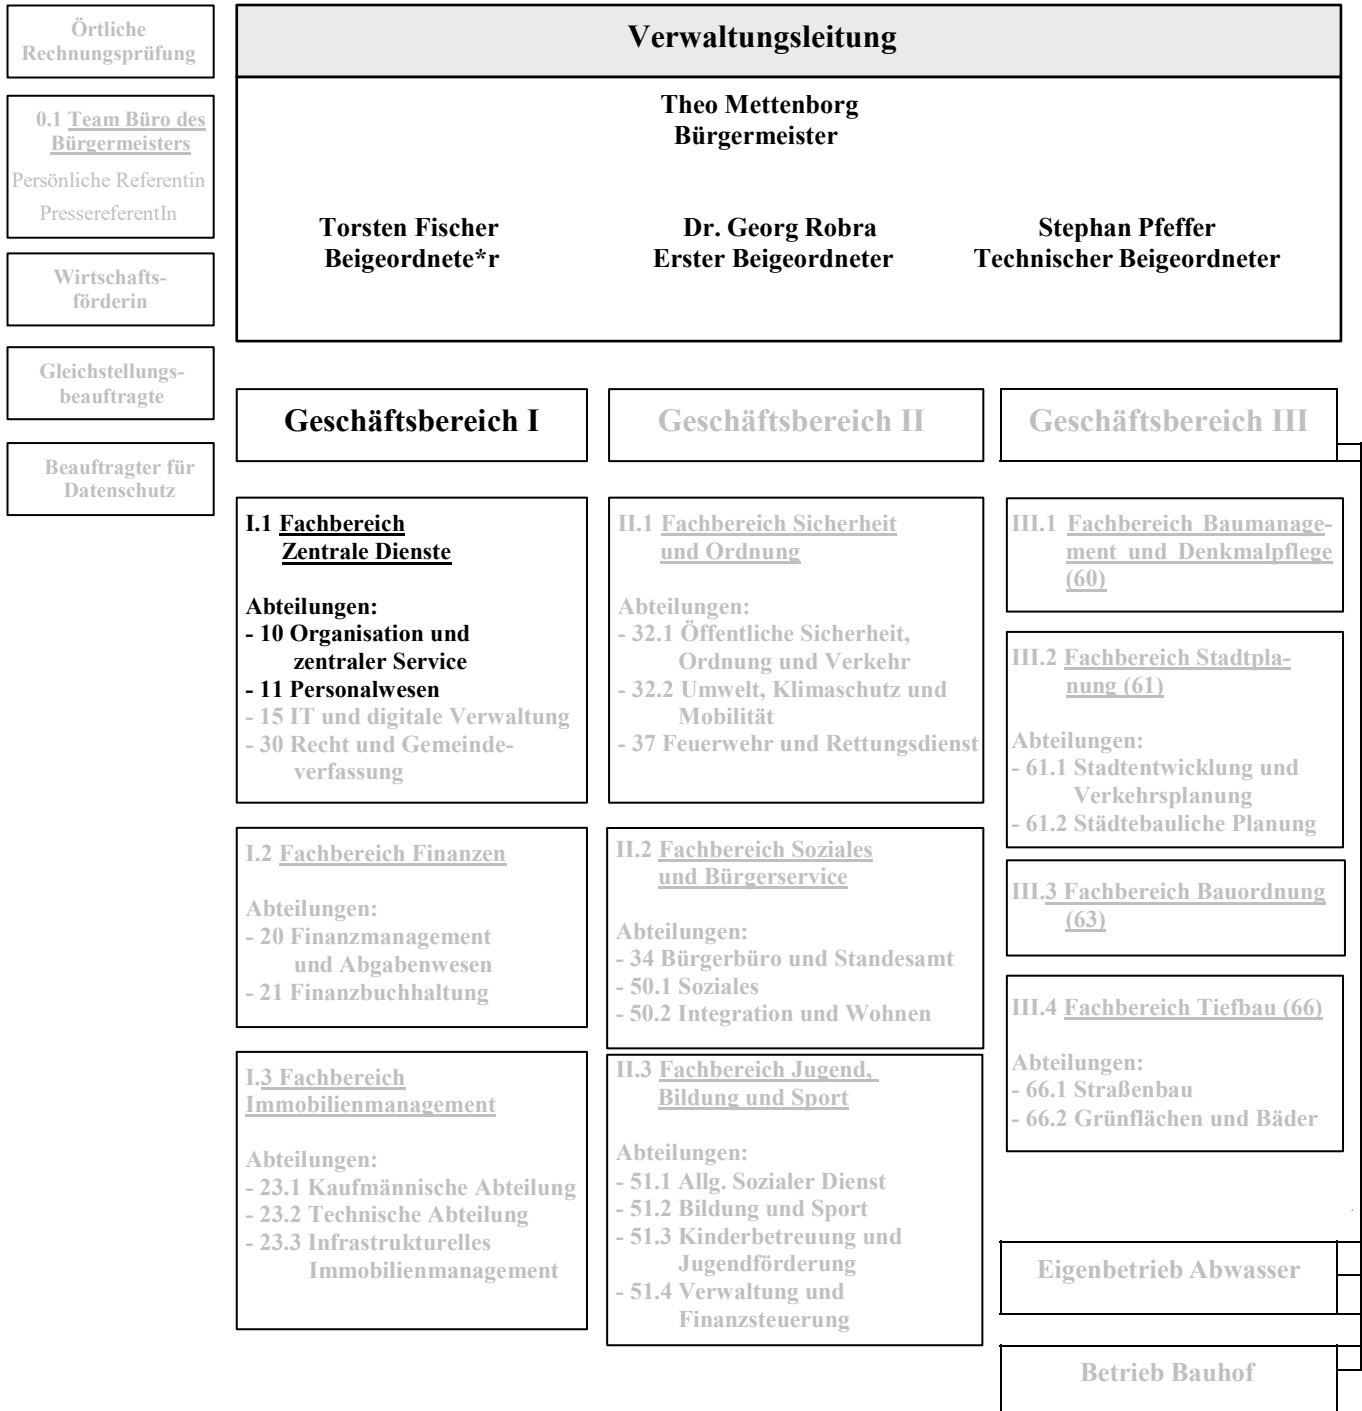 Örtliche
Rechnungsprüfung
0.1 Team Büro des
Bürgermeisters
Persönliche Referentin
PressereferentIn
Wirtschafts-
förderin
Gleichstellungs-
beauftragte
Beauftragter für
Datenschutz
Verwaltungsleitung
Theo Mettenborg
Bürgermeister
Torsten Fischer
Beigeordnete*r
Dr. Georg Robra
Erster Beigeordneter
Stephan Pfeffer
Technischer Beigeordneter
Geschäftsbereich I
I.1 Fachbereich
Zentrale Dienste
Abteilungen:
- 10 Organisation und
zentraler Service
- 11 Personalwesen
- 15 IT und digitale Verwaltung
- 30 Recht und Gemeinde-
verfassung
I.2 Fachbereich Finanzen
Abteilungen:
- 20 Finanzmanagement
und Abgabenwesen
- 21 Finanzbuchhaltung
I.3 Fachbereich
Immobilienmanagement
Abteilungen:
- 23.1 Kaufmännische Abteilung
- 23.2 Technische Abteilung
- 23.3 Infrastrukturelles
Immobilienmanagement
Geschäftsbereich II
II.1 Fachbereich Sicherheit
und Ordnung
Abteilungen:
- 32.1 Öffentliche Sicherheit,
Ordnung und Verkehr
- 32.2 Umwelt, Klimaschutz und
Mobilität
- 37 Feuerwehr und Rettungsdienst
II.2 Fachbereich Soziales
und Bürgerservice
Abteilungen:
- 34 Bürgerbüro und Standesamt
- 50.1 Soziales
- 50.2 Integration und Wohnen
II.3 Fachbereich Jugend,
Bildung und Sport
Abteilungen:
- 51.1 Allg. Sozialer Dienst
- 51.2 Bildung und Sport
- 51.3 Kinderbetreuung und
Jugendförderung
- 51.4 Verwaltung und
Finanzsteuerung
Geschäftsbereich III
III.1 Fachbereich Baumanage-
ment und Denkmalpflege
(60)
III.2 Fachbereich Stadtpla-
nung (61)
Abteilungen:
- 61.1 Stadtentwicklung und
Verkehrsplanung
- 61.2 Städtebauliche Planung
III.3 Fachbereich Bauordnung
(63)
III.4 Fachbereich Tiefbau (66)
Abteilungen:
- 66.1 Straßenbau
- 66.2 Grünflächen und Bäder
Eigenbetrieb Abwasser
Betrieb Bauhof